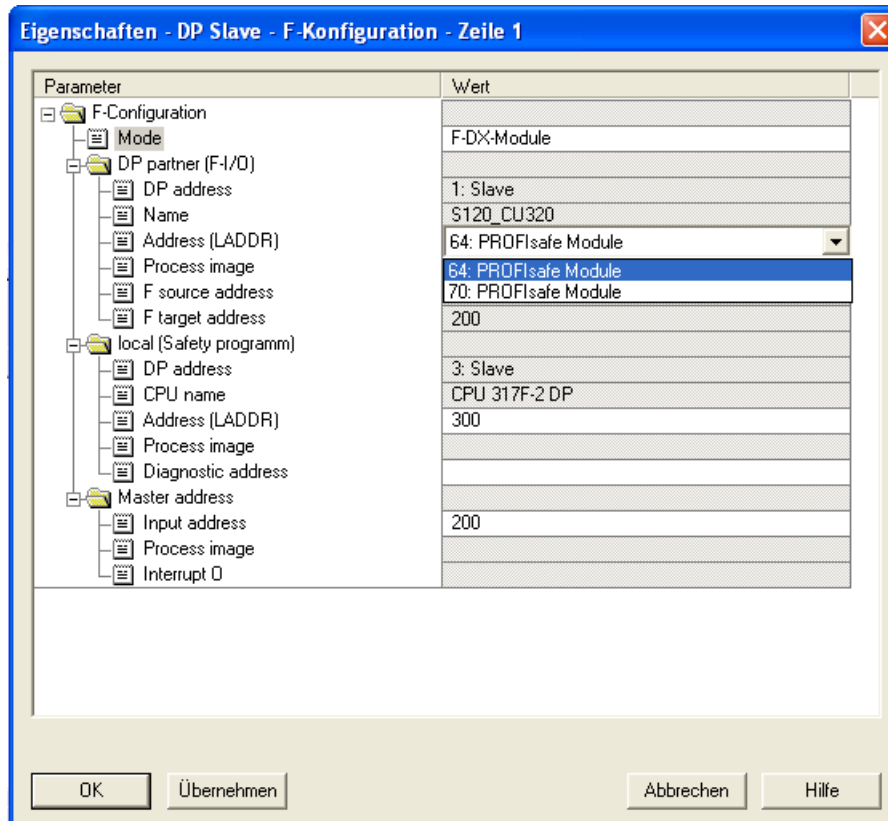 Eigenschaften - DP Slave - F-Konfiguration - Zeile 1
Parameter Wert
F-Configuration
Mode F-DX-Module
DP partner (F-I/O)
DP address 1: Slave
Name S120_CU320
Address (LADDR) 64: PROFIsafe Module
Process image 64: PROFIsafe Module
F source address 70: PROFIsafe Module
F target address 200
local (Safety programm)
DP address 3: Slave
CPU name CPU 317F-2 DP
Address (LADDR) 300
Process image
Diagnostic address
Master address
Input address 200
Process image
Interrupt O
OK Übernehmen Abbrechen Hilfe